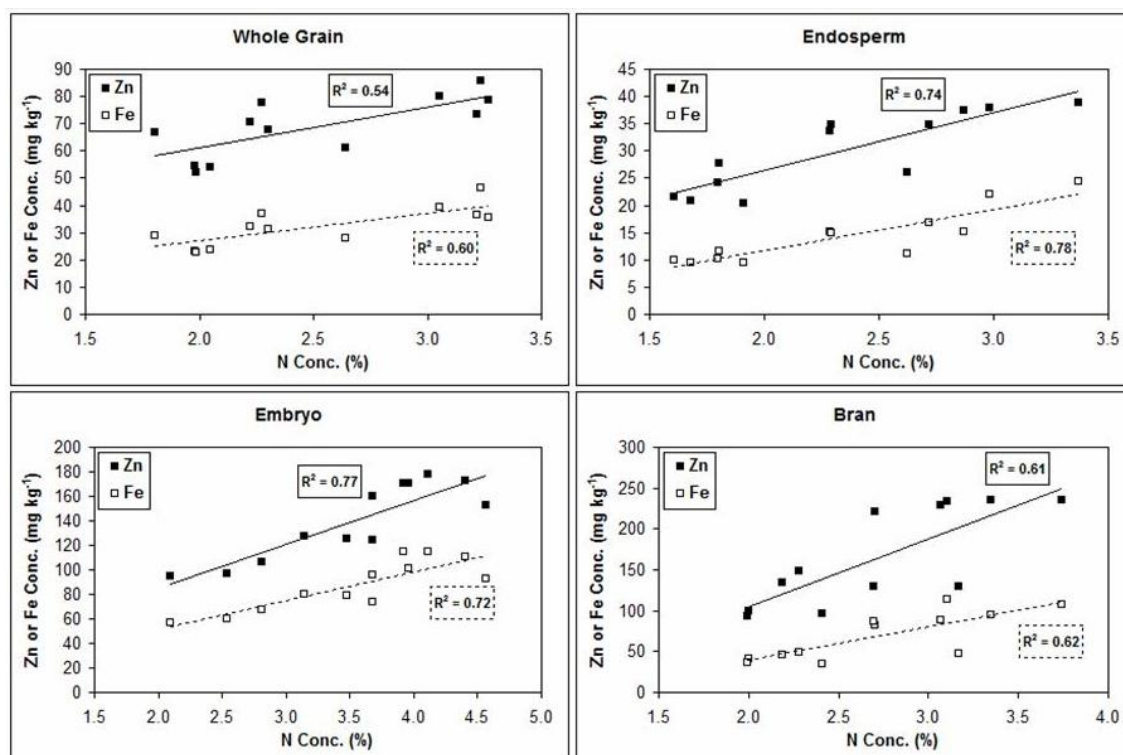 Whole Grain
Zn or Fe Conc. (mg kg⁻¹)
90
80
70
60
50
40
30
20
10
0
Zn
Fe
R² = 0.54
R² = 0.60
1.5 2.0 2.5 3.0 3.5
N Conc. (%)
Endosperm
Zn or Fe Conc. (mg kg⁻¹)
45
40
35
30
25
20
15
10
5
0
Zn
Fe
R² = 0.74
R² = 0.78
1.5 2.0 2.5 3.0 3.5
N Conc. (%)
Embryo
Zn or Fe Conc. (mg kg⁻¹)
200
180
160
140
120
100
80
60
40
20
0
Zn
Fe
R² = 0.77
R² = 0.72
1.5 2.0 2.5 3.0 3.5 4.0 4.5 5.0
N Conc. (%)
Bran
Zn or Fe Conc. (mg kg⁻¹)
300
250
200
150
100
50
0
Zn
Fe
R² = 0.61
R² = 0.62
1.5 2.0 2.5 3.0 3.5 4.0
N Conc. (%)